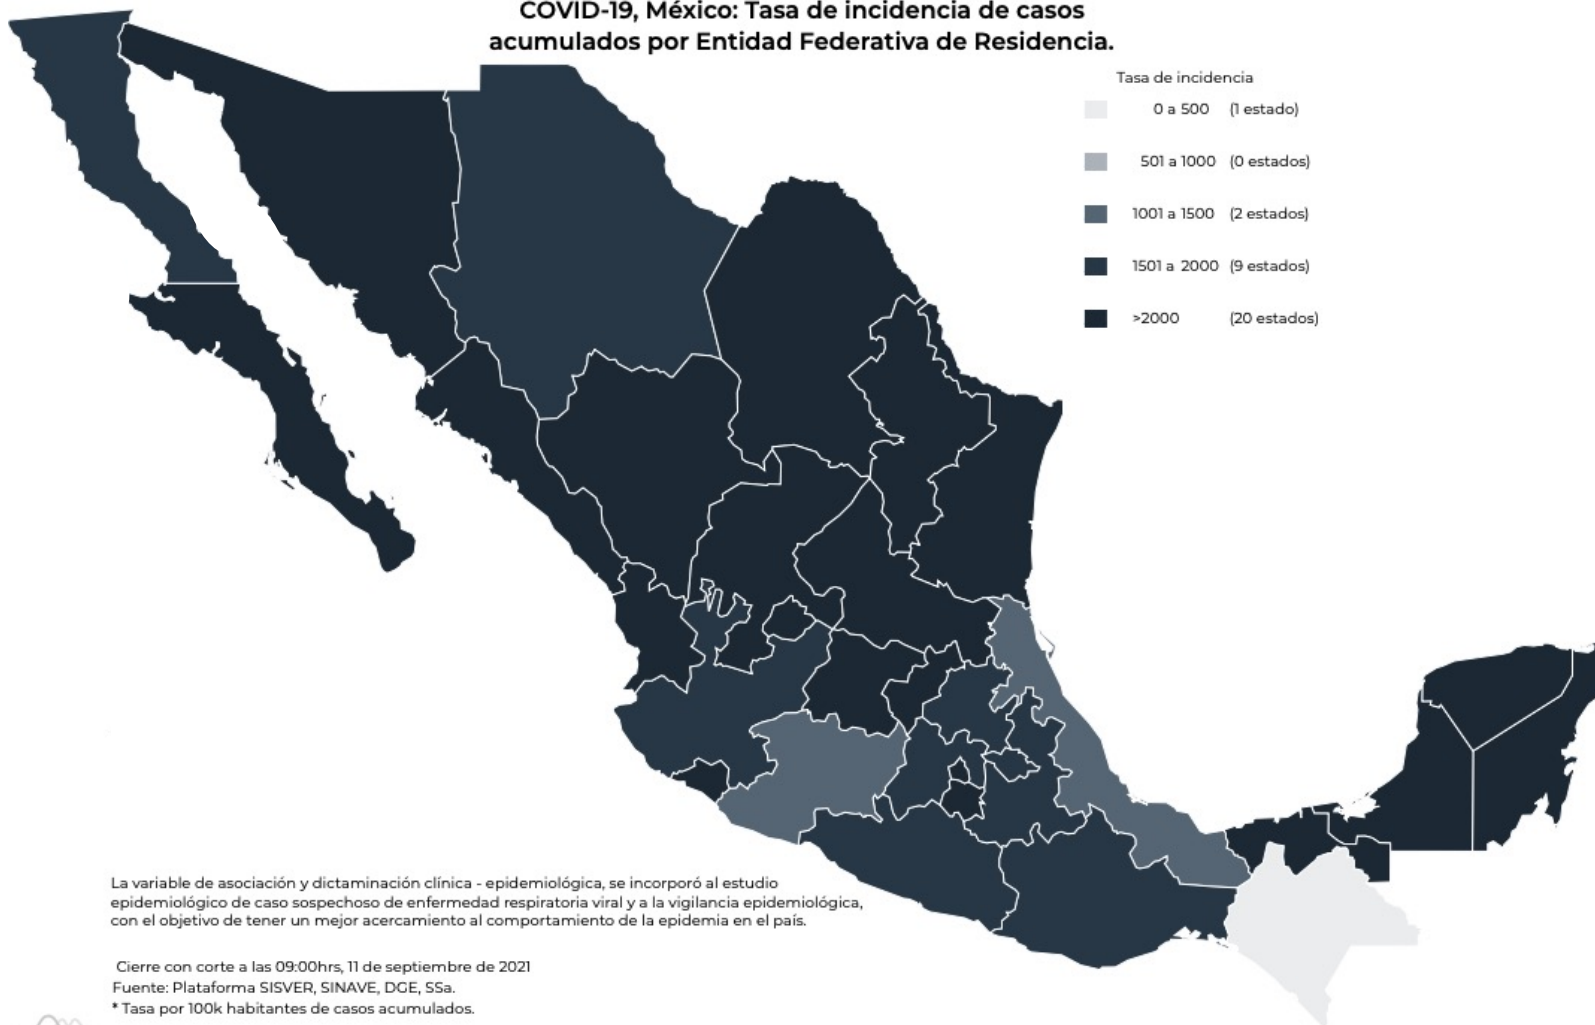 COVID-19, México: Tasa de incidencia de casos
acumulados por Entidad Federativa de Residencia.
Tasa de incidencia
0 a 500 (1 estado)
501 a 1000 (0 estados)
1001 a 1500 (2 estados)
1501 a 2000 (9 estados)
>2000 (20 estados)
La variable de asociación y dictaminación clínica - epidemiológica, se incorporó al estudio
epidemiológico de caso sospechoso de enfermedad respiratoria viral y a la vigilancia epidemiológica,
con el objetivo de tener un mejor acercamiento al comportamiento de la epidemia en el país.
Cierre con corte a las 09:00hrs, 11 de septiembre de 2021
Fuente: Plataforma SISVER, SINAVE, DGE, SSa.
* Tasa por 100k habitantes de casos acumulados.